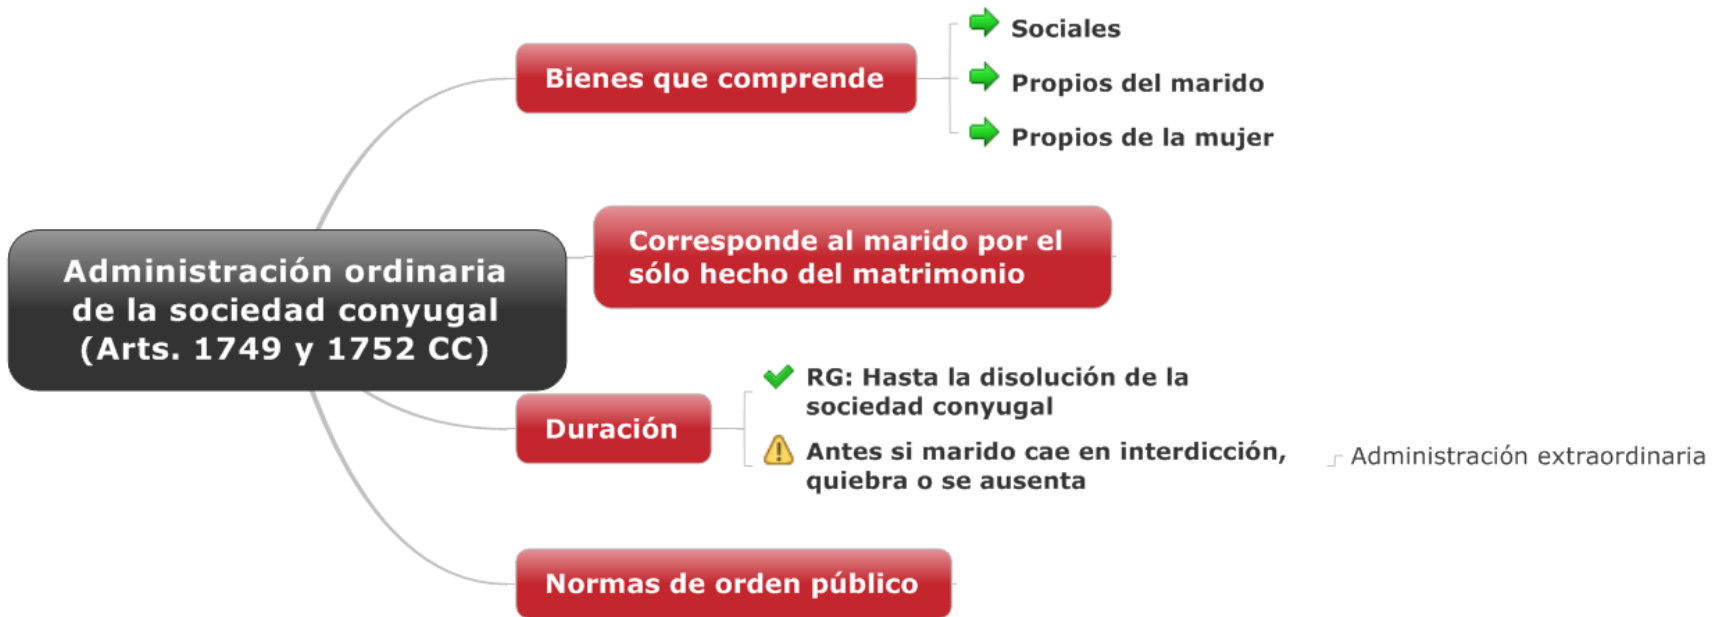 Administración ordinaria
de la sociedad conyugal
(Arts. 1749 y 1752 CC)
Bienes que comprende
Sociales
Propios del marido
Propios de la mujer
Corresponde al marido por el
sólo hecho del matrimonio
Duración
RG: Hasta la disolución de la
sociedad conyugal
Antes si marido cae en interdicción,
quiebra o se ausenta
Administración extraordinaria
Normas de orden público